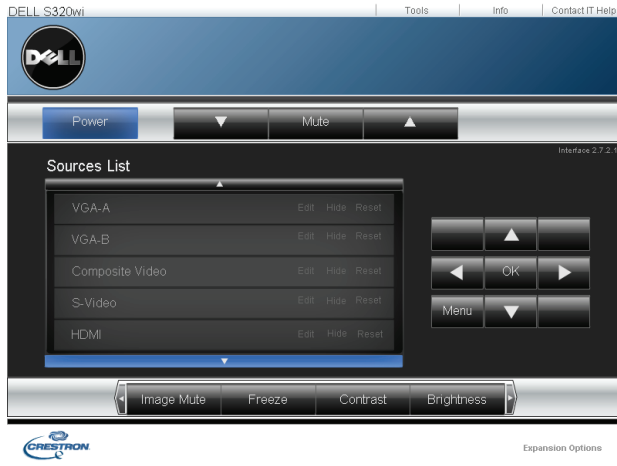 DELL S320wi
Tools Info Contact IT Help
DELL
Power Mute
Interface 2.7.2.1
Sources List
VGA-A Edit Hide Reset
VGA-B Edit Hide Reset
Composite Video Edit Hide Reset
S-Video Edit Hide Reset
HDMI Edit Hide Reset
OK
Menu
Image Mute Freeze Contrast Brightness
CRESTRON
Expansion Options